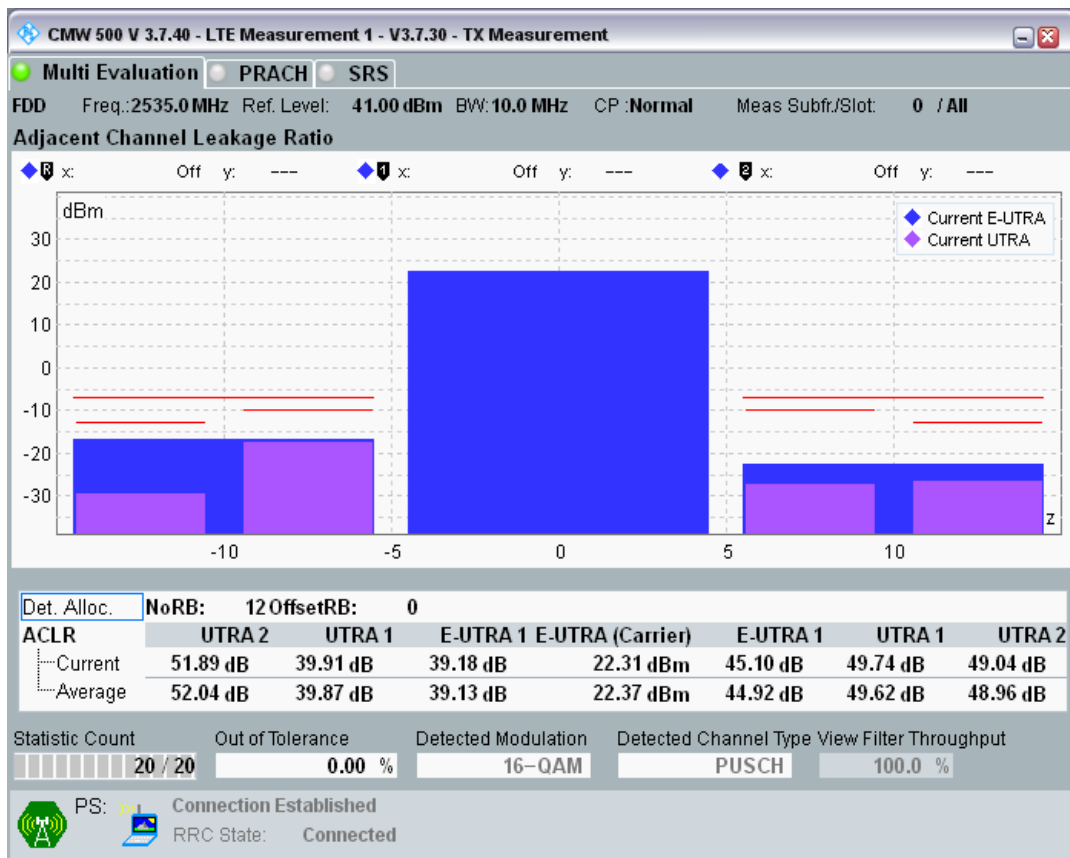 CMW 500 V 3.7.40 - LTE Measurement 1 - V3.7.30 - TX Measurement
Multi Evaluation PRACH SRS
FDD Freq.:2535.0 MHz Ref. Level: 41.00 dBm BW:10.0 MHz CP :Normal Meas Subfr./Slot: 0 / All
Adjacent Channel Leakage Ratio
R x: Off y: --- 1 x: Off y: --- 2 x: Off y: ---
dBm
Current E-UTRA
Current UTRA
30
20
10
0
-10
-20
-30
z
-10 -5 0 5 10
Det. Alloc. NoRB: 12 OffsetRB: 0
ACLR UTRA 2 UTRA 1 E-UTRA 1 E-UTRA (Carrier) E-UTRA 1 UTRA 1 UTRA 2
Current 51.89 dB 39.91 dB 39.18 dB 22.31 dBm 45.10 dB 49.74 dB 49.04 dB
Average 52.04 dB 39.87 dB 39.13 dB 22.37 dBm 44.92 dB 49.62 dB 48.96 dB
Statistic Count Out of Tolerance Detected Modulation Detected Channel Type View Filter Throughput
20 / 20 0.00 % 16-QAM PUSCH 100.0 %
PS: Connection Established
RRC State: Connected